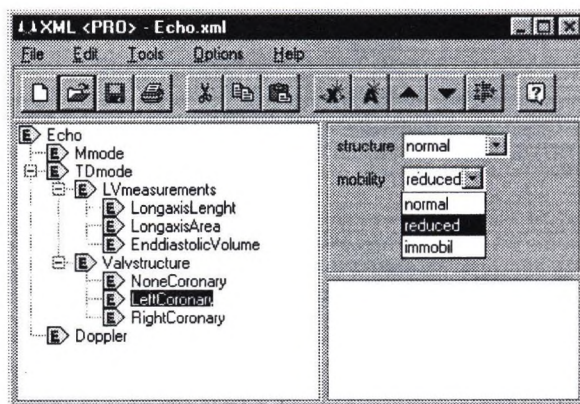 XML <PRO> - Echo.xml
File Edit Tools Options Help
E Echo
E Mmode
E TDmode
E LVmeasurements
E LongaxisLenght
E LongaxisArea
E EnddiastolicVolume
E Valvstructure
E NoneCoronary
E LeftCoronary
E RightCoronary
E Doppler
structure normal
mobility reduced
normal
reduced
immobil